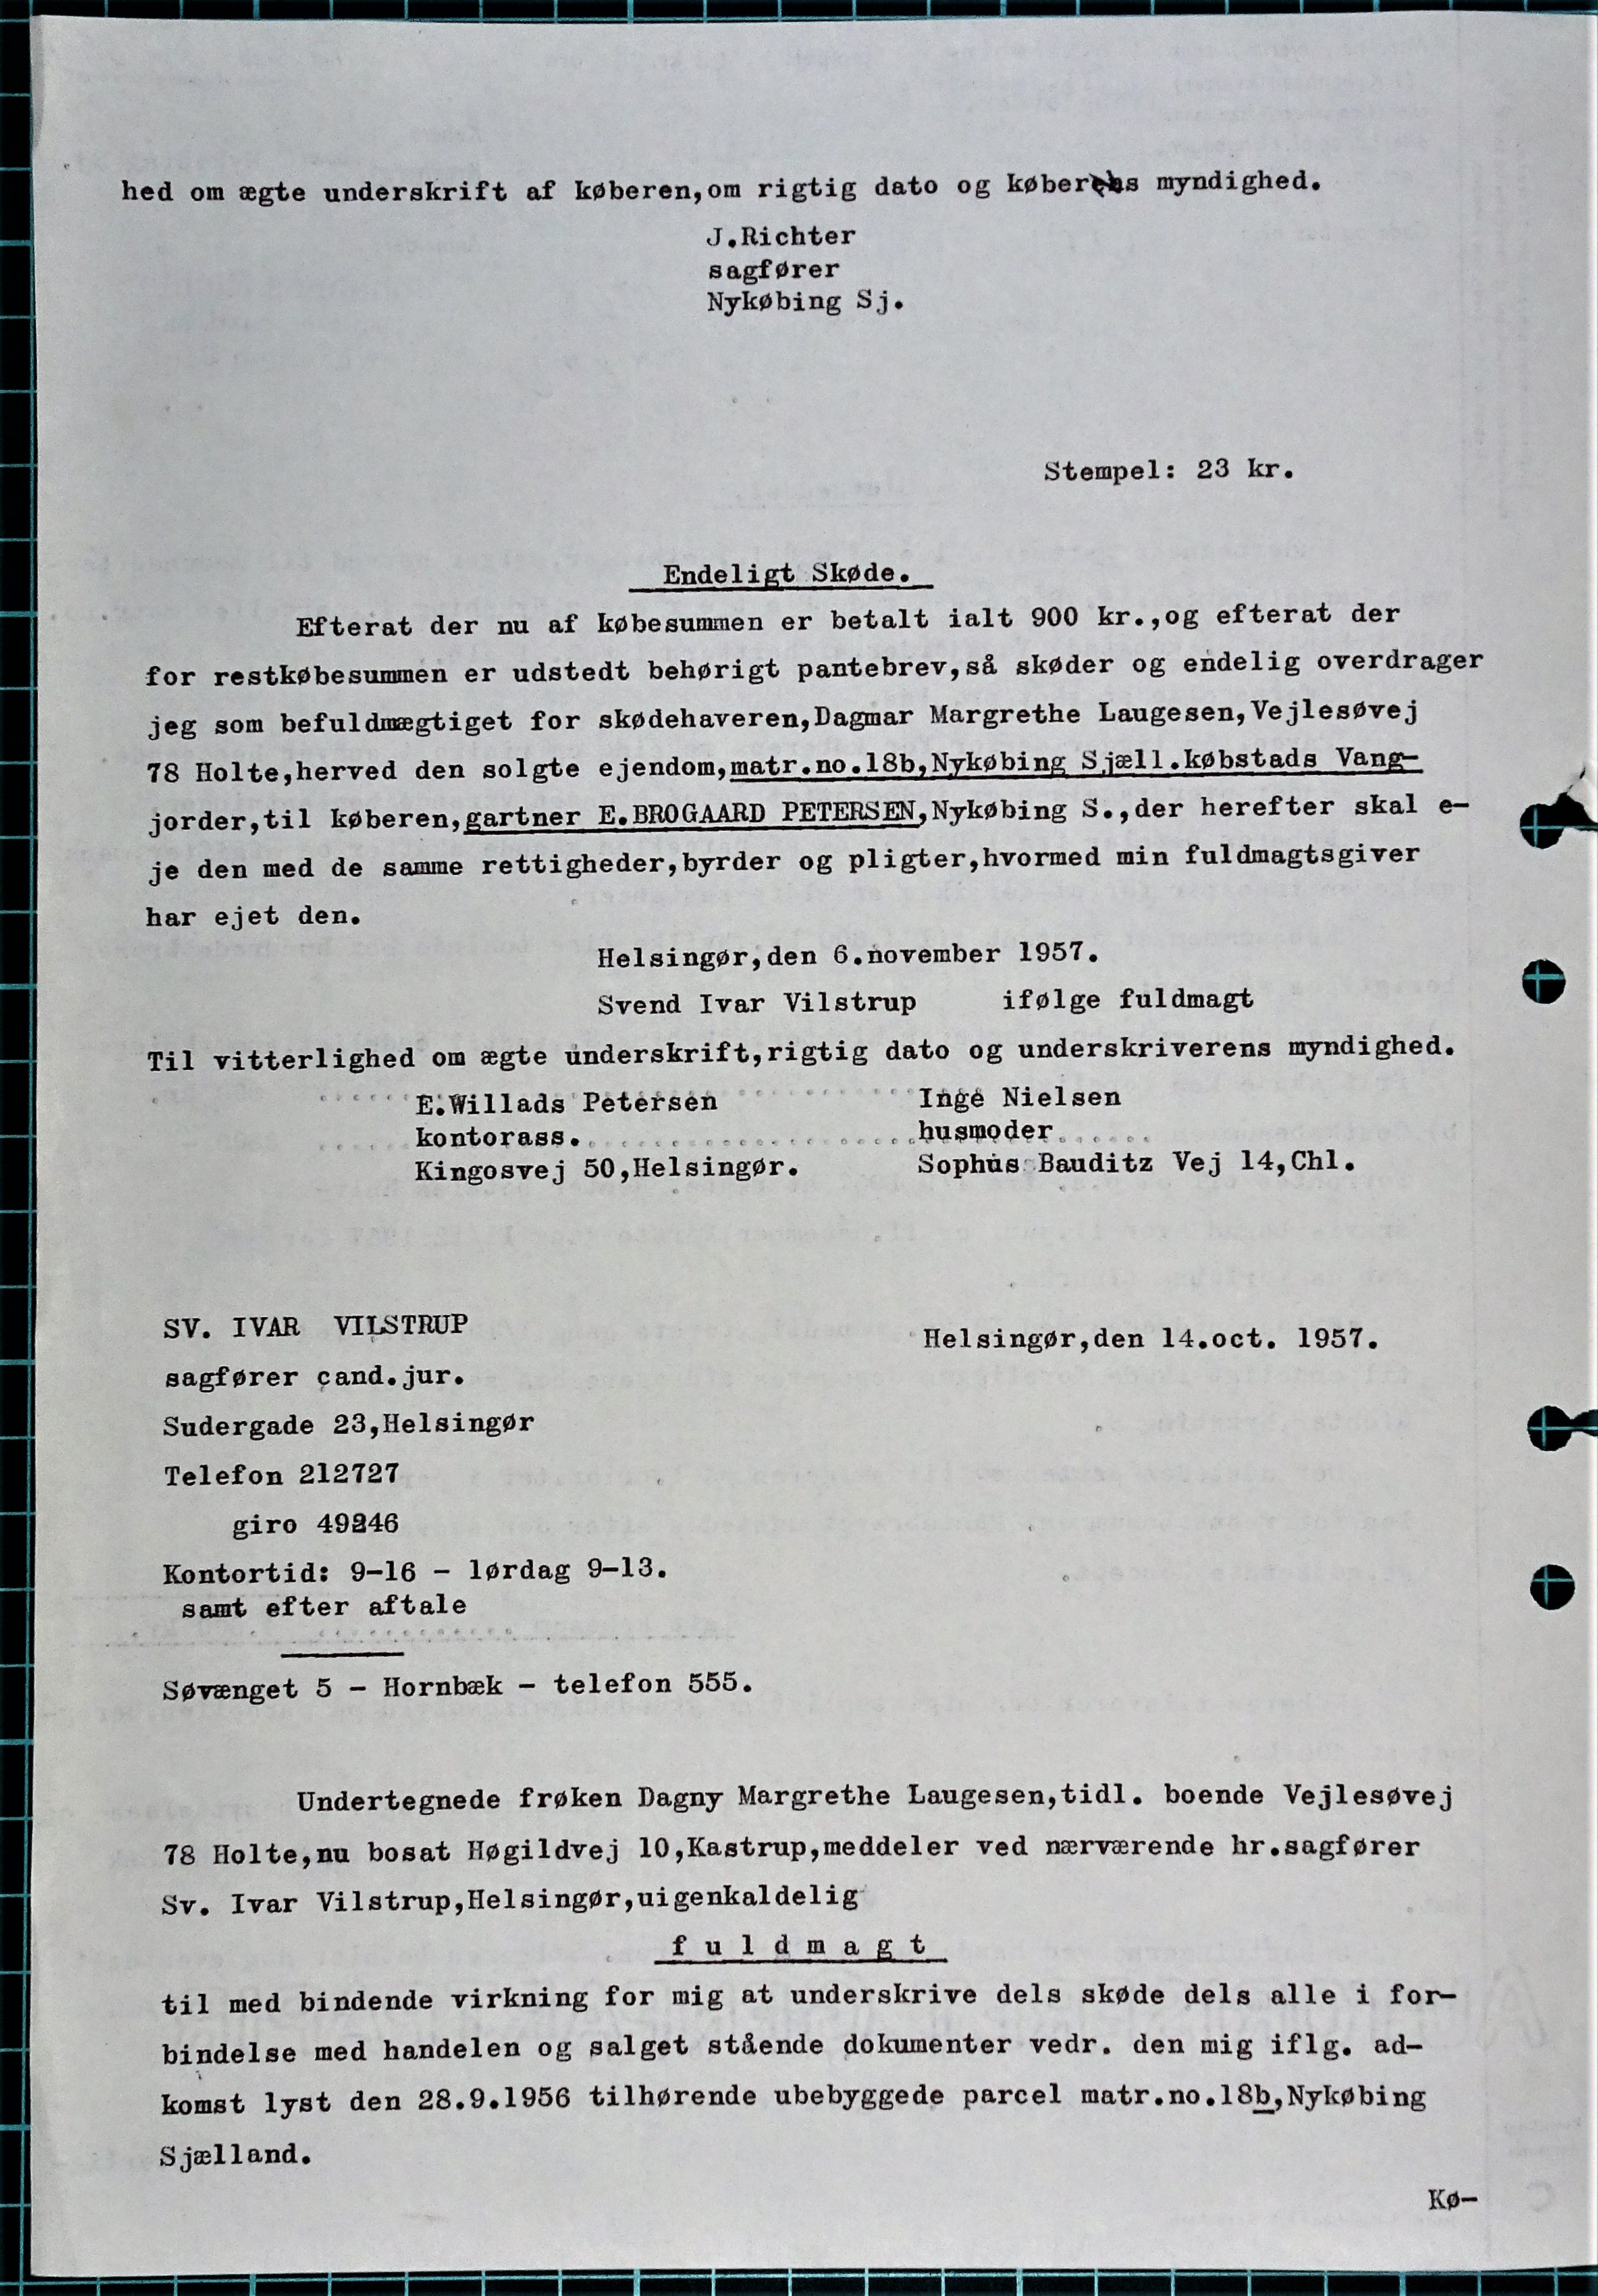 hed om ægte underskrift af køberen,om rigtig dato og køberens myndighed.
J.Richter
sagfører
Nykøbing Sj.
Stempel: 23 kr.
Endeligt Skøde.
Efterat der nu af købesummen er betalt ialt 900 kr.,og efterat der
for restkøbesummen er udstedt behørigt pantebrev,så skøder og endelig overdrager
jeg som befuldmægtiget for skødehaveren,Dagmar Margrethe Laugesen,Vejlesøvej
78 Holte,herved den solgte ejendom,matr.no.18b,Nykøbing Sjæll.købstads Vang-
jorder,til køberen,gartner E.BROGAARD PETERSEN,Nykøbing S.,der herefter skal e-
je den med de samme rettigheder,byrder og pligter,hvormed min fuldmagtsgiver
har ejet den.
Helsingør,den 6.november 1957.
Svend Ivar Vilstrup ifølge fuldmagt
Til vitterlighed om ægte underskrift,rigtig dato og underskriverens myndighed.
E.Willads Petersen Inge Nielsen
kontorass. husmoder
Kingosvej 50,Helsingør. Sophus Bauditz Vej 14,Chl.
SV. IVAR VILSTRUP Helsingør,den 14.oct. 1957.
sagfører cand.jur.
Sudergade 23,Helsingør
Telefon 212727
giro 49246
Kontortid: 9-16 - lørdag 9-13.
samt efter aftale
Søvænget 5 - Hornbæk - telefon 555.
Undertegnede frøken Dagny Margrethe Laugesen,tidl. boende Vejlesøvej
78 Holte,nu bosat Høgildvej 10,Kastrup,meddeler ved nærværende hr.sagfører
Sv. Ivar Vilstrup,Helsingør,uigenkaldelig
f u l d m a g t
til med bindende virkning for mig at underskrive dels skøde dels alle i for-
bindelse med handelen og salget stående dokumenter vedr. den mig iflg. ad-
komst lyst den 28.9.1956 tilhørende ubebyggede parcel matr.no.18b,Nykøbing
Sjælland.
Kø-